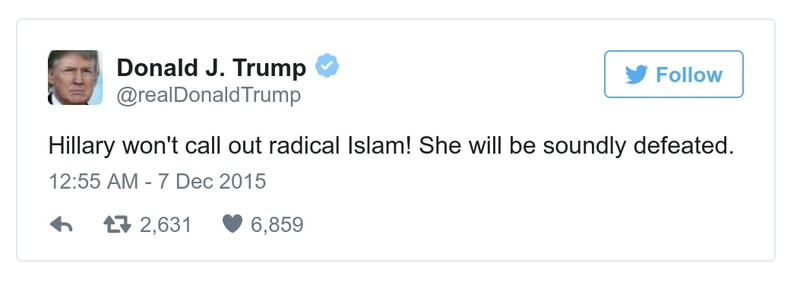 Donald J. Trump
@realDonaldTrump
Follow
Hillary won't call out radical Islam! She will be soundly defeated.
12:55 AM - 7 Dec 2015
2,631 6,859